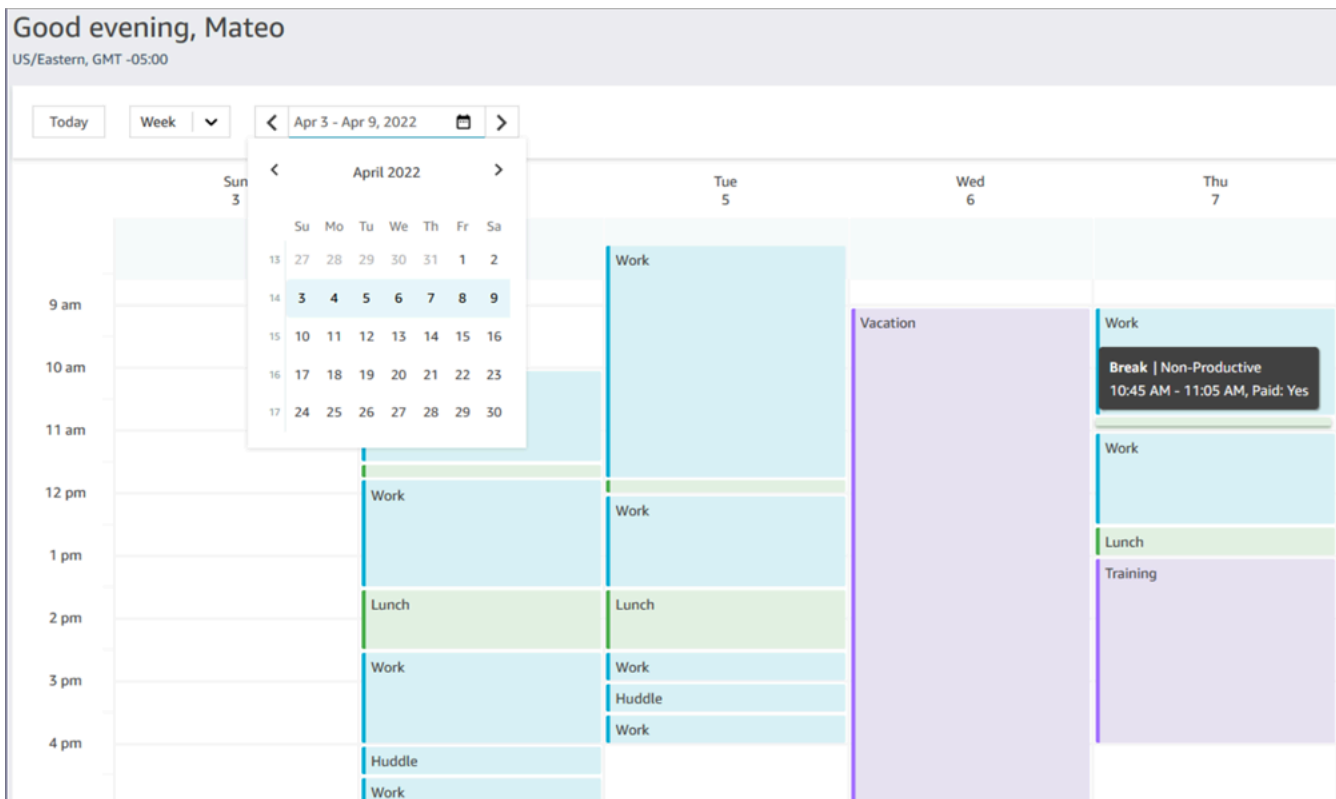 Good evening, Mateo
US/Eastern, GMT -05:00
Today
Week
Apr 3 - Apr 9, 2022
April 2022
Su Mo Tu We Th Fr Sa
13 27 28 29 30 31 1 2
14 3 4 5 6 7 8 9
15 10 11 12 13 14 15 16
16 17 18 19 20 21 22 23
17 24 25 26 27 28 29 30
Sun
3
Tue
5
Wed
6
Thu
7
9 am
10 am
11 am
12 pm
1 pm
2 pm
3 pm
4 pm
Work
Lunch
Work
Huddle
Work
Work
Work
Lunch
Work
Huddle
Work
Vacation
Work
Break | Non-Productive
10:45 AM - 11:05 AM, Paid: Yes
Work
Lunch
Training